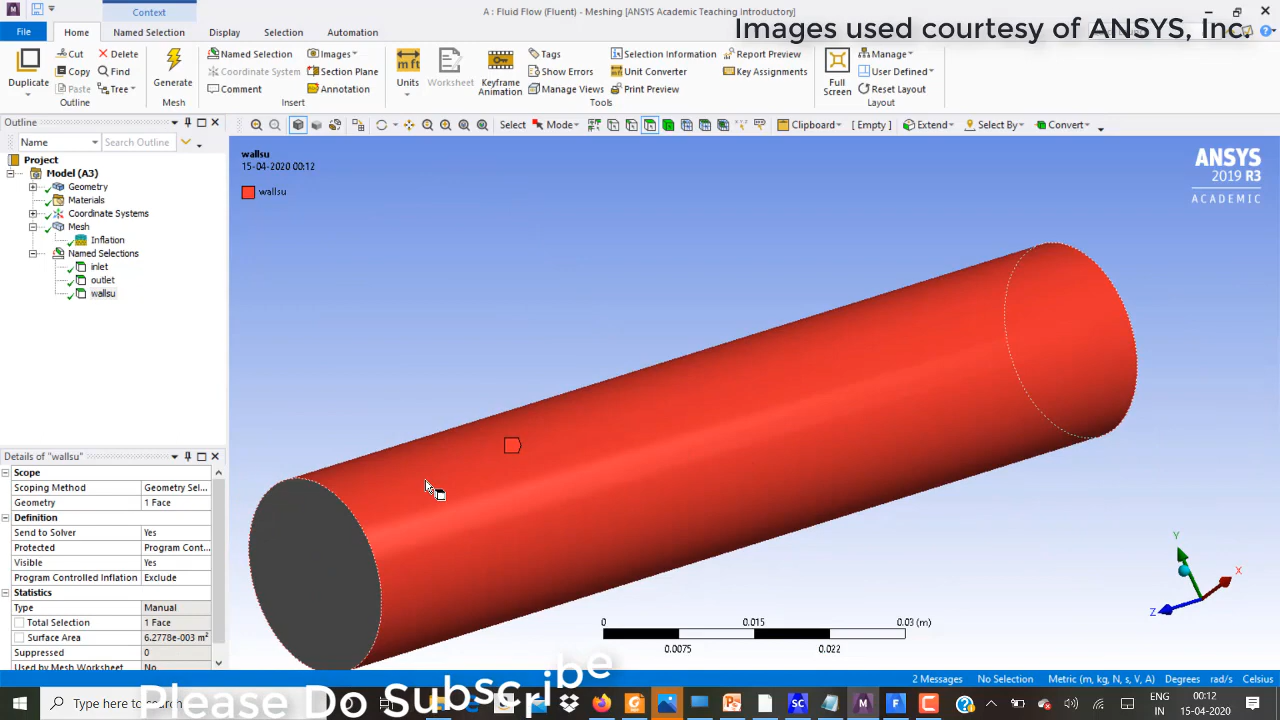 Context
A : Fluid Flow (Fluent) - Meshing [ANSYS Academic Teaching Introductory]
Images used courtesy of ANSYS, Inc.
File Home Named Selection Display Selection Automation
Duplicate
Outline
Cut
Copy
Paste
Delete
Find
Tree
Generate
Mesh
Named Selection
Coordinate System
Comment
Images
Section Plane
Annotation
Insert
Units
Worksheet
Keyframe Animation
Tags
Show Errors
Manage Views
Selection Information
Unit Converter
Print Preview
Report Preview
Key Assignments
Tools
Full Screen
Manage
User Defined
Reset Layout
Layout
Outline
Name Search Outline
Select Mode Clipboard [ Empty ] Extend Select By Convert
Project
Model (A3)
Geometry
Materials
Coordinate Systems
Mesh
Inflation
Named Selections
inlet
outlet
wallsu
wallsu
15-04-2020 00:12
wallsu
ANSYS
2019 R3
ACADEMIC
Details of "wallsu"
Scope
Scoping Method Geometry Sel...
Geometry 1 Face
Definition
Send to Solver Yes
Protected Program Cont...
Visible Yes
Program Controlled Inflation Exclude
Statistics
Type Manual
Total Selection 1 Face
Surface Area 6.2778e-003 m²
Suppressed 0
Used by Mesh Worksheet No
0 0.015 0.03 (m)
0.0075 0.022
Y
X
Z
2 Messages No Selection Metric (m, kg, N, s, V, A) Degrees rad/s Celsius
Please Do Subscribe
Type here to search
ENG
IN
00:12
15-04-2020